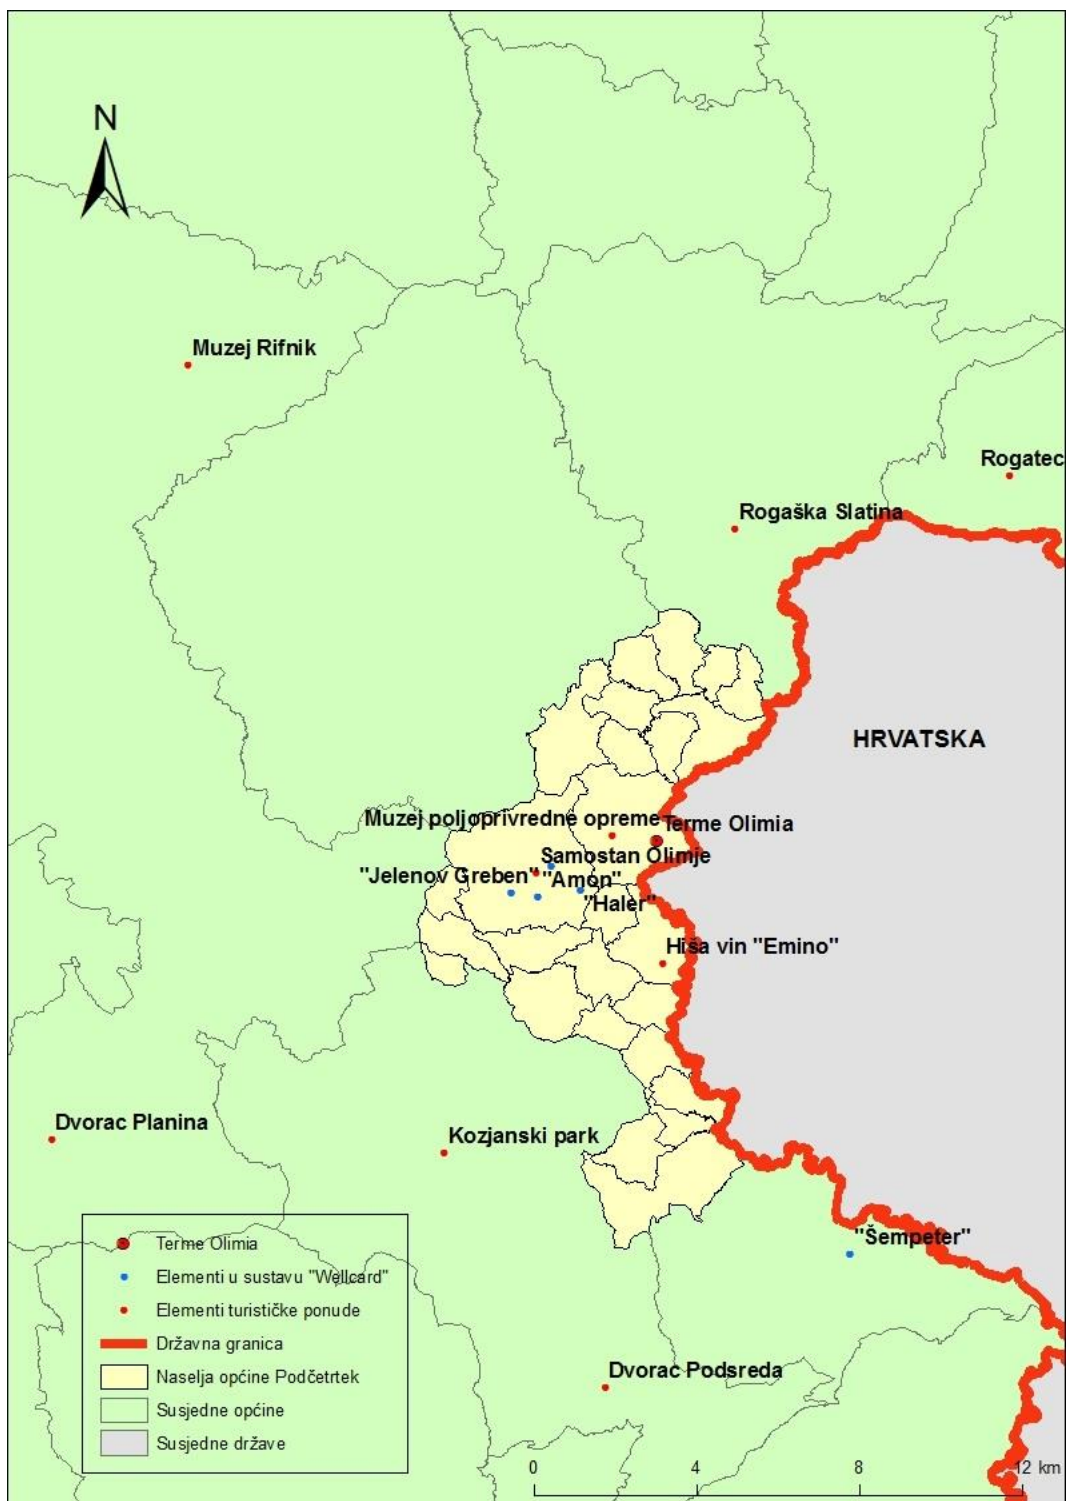 N
Muzej Rifnik
Rogatec
Rogaška Slatina
HRVATSKA
Muzej poljoprivredne opreme
Terme Olimia
Samostan Olimje
"Jelenov Greben"
"Amon"
"Haler"
Hiša vin "Emino"
Dvorac Planina
Kozjanski park
"Šempeter"
Dvorac Podsreda
Terme Olimia
Elementi u sustavu "Wellcard"
Elementi turističke ponude
Državna granica
Naselja općine Podčetrtek
Susjedne općine
Susjedne države
0 4 8 12 km